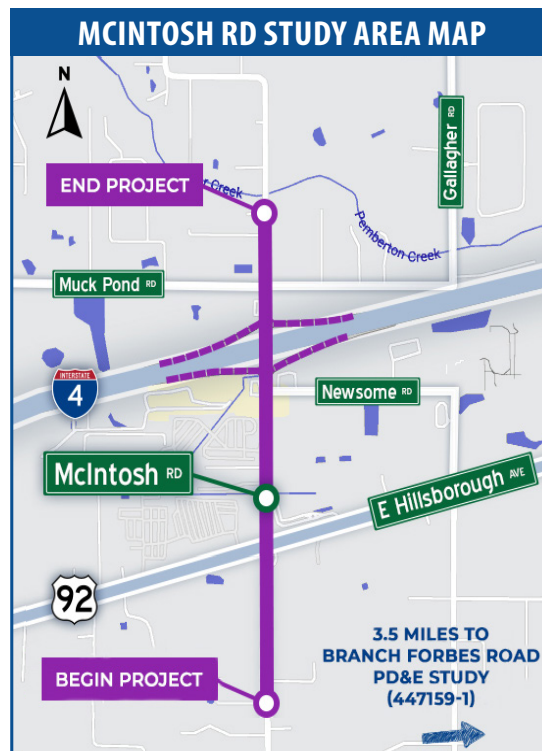 MCINTOSH RD STUDY AREA MAP
N
Gallagher RD
END PROJECT
Creek
Pemberton Creek
Muck Pond RD
INTERSTATE
4
Newsome RD
McIntosh RD
E Hillsborough AVE
92
3.5 MILES TO
BRANCH FORBES ROAD
PD&E STUDY
(447159-1)
BEGIN PROJECT